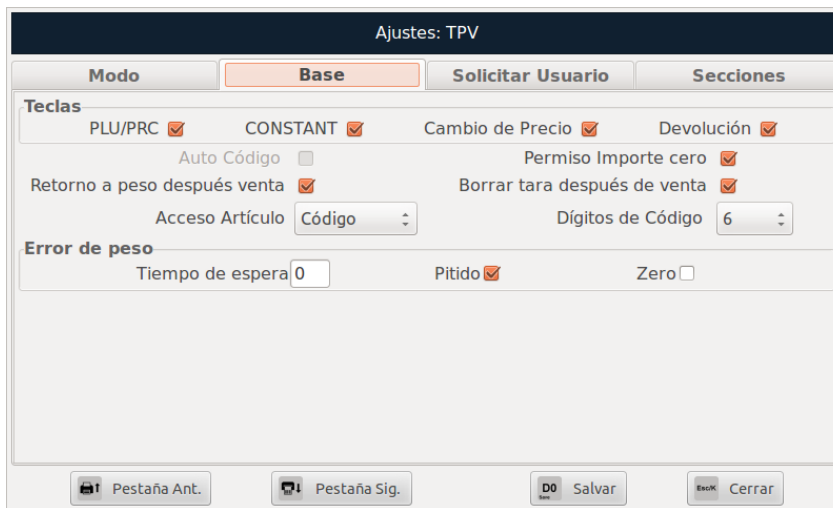 Ajustes: TPV
Modo Base Solicitar Usuario Secciones
Teclas
PLU/PRC CONSTANT Cambio de Precio Devolución
Auto Código Permiso Importe cero
Retorno a peso después venta Borrar tara después de venta
Acceso Artículo Código Dígitos de Código 6
Error de peso
Tiempo de espera 0 Pitido Zero
Pestaña Ant. Pestaña Sig. D0 Salvar Esc/K Cerrar